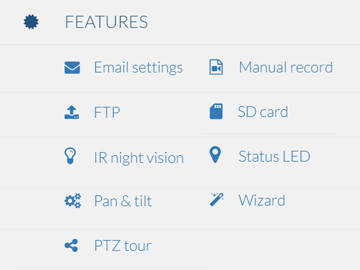 FEATURES
Email settings
Manual record
FTP
SD card
IR night vision
Status LED
Pan & tilt
Wizard
PTZ tour